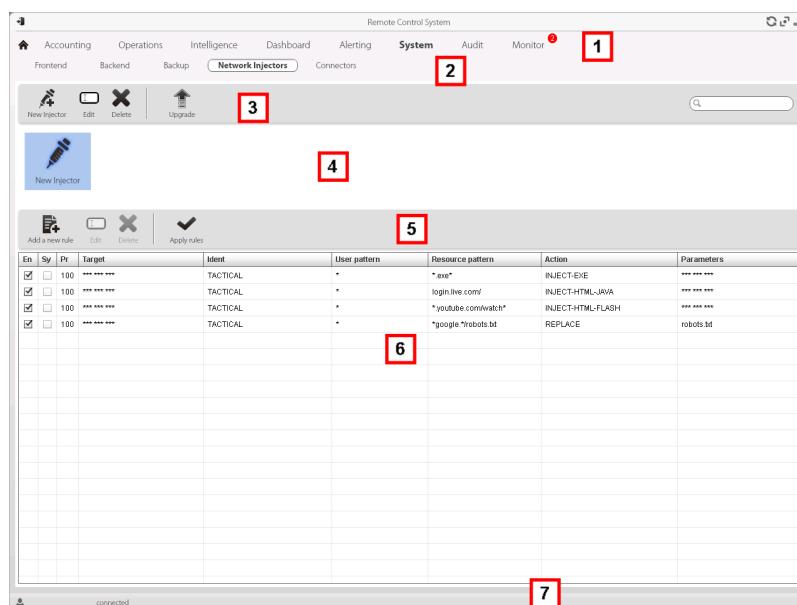 Remote Control System
Accounting Operations Intelligence Dashboard Alerting System Audit Monitor 2 1
Frontend Backend Backup Network Injectors Connectors 2
New Injector Edit Delete Upgrade 3
New Injector 4
Add a new rule Edit Delete Apply rules 5
En Sy Pr Target Ident User pattern Resource pattern Action Parameters
100 *** *** *** TACTICAL * *.exe* INJECT-EXE *** *** ***
100 *** *** *** TACTICAL * login.live.com/ INJECT-HTML-JAVA *** *** ***
100 *** *** *** TACTICAL * *.youtube.com/watch* INJECT-HTML-FLASH *** *** ***
100 *** *** *** TACTICAL * *google.*/robots.txt REPLACE robots.txt
6
connected 7